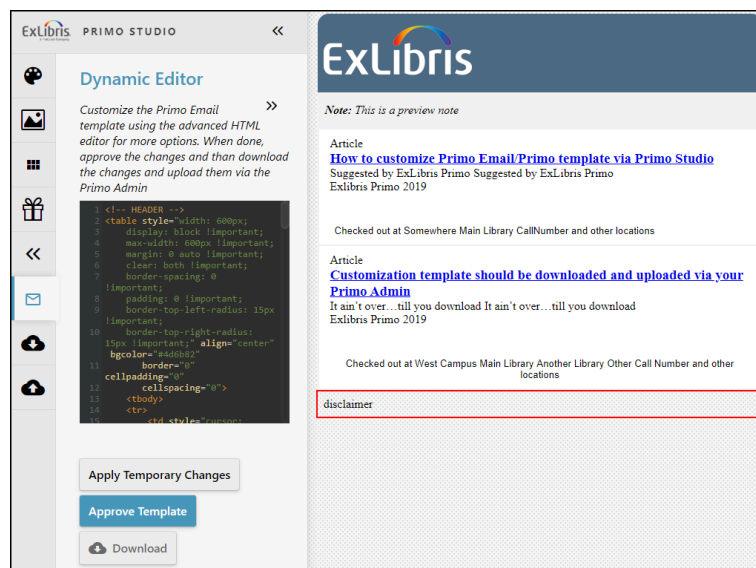 ExLibris PRIMO STUDIO
Dynamic Editor
Customize the Primo Email
template using the advanced HTML
editor for more options. When done,
approve the changes and than download
the changes and upload them via the
Primo Admin
1 <!-- HEADER -->
2 <table style="width: 600px;
3 display: block !important;
4 max-width: 600px !important;
5 margin: 0 auto !important;
6 clear: both !important;
7 border-spacing: 0
!important;
8 padding: 0 !important;
9 border-top-left-radius: 15px
!important;
10 border-top-right-radius:
15px !important;" align="center"
bgcolor="#4d6b82"
11 border="0"
cellpadding="0"
12 cellspacing="0">
13 <tbody>
14 <tr>
15 <td style="cursor:
Apply Temporary Changes
Approve Template
Download
ExLibris
Note: This is a preview note
Article
How to customize Primo Email/Primo template via Primo Studio
Suggested by ExLibris Primo Suggested by ExLibris Primo
Exlibris Primo 2019
Checked out at Somewhere Main Library CallNumber and other locations
Article
Customization template should be downloaded and uploaded via your
Primo Admin
It ain't over…till you download It ain't over…till you download
Exlibris Primo 2019
Checked out at West Campus Main Library Another Library Other Call Number and other
locations
disclaimer